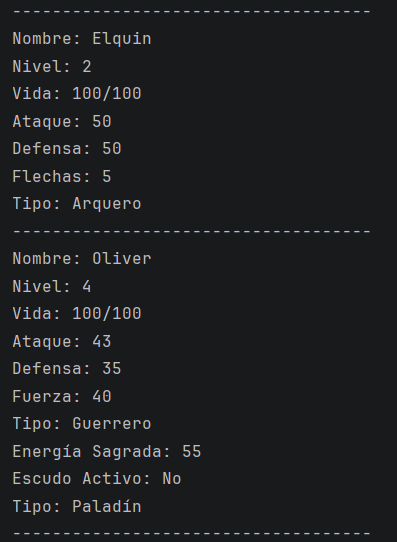 ------------------------------------
Nombre: Elquin
Nivel: 2
Vida: 100/100
Ataque: 50
Defensa: 50
Flechas: 5
Tipo: Arquero
------------------------------------
Nombre: Oliver
Nivel: 4
Vida: 100/100
Ataque: 43
Defensa: 35
Fuerza: 40
Tipo: Guerrero
Energía Sagrada: 55
Escudo Activo: No
Tipo: Paladín
------------------------------------